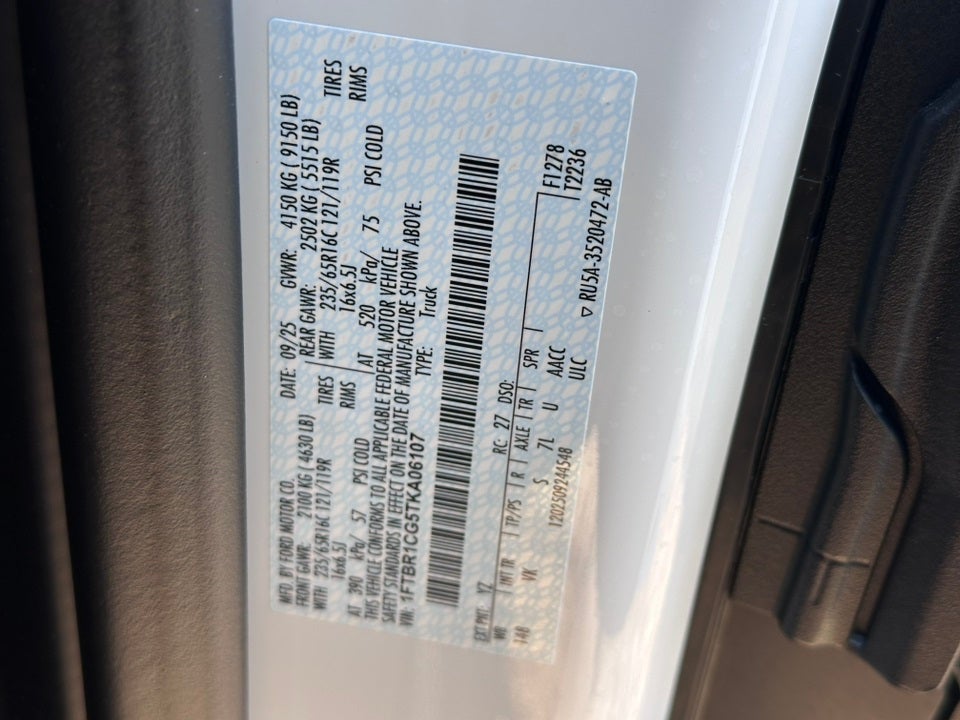 MFD. BY FORD MOTOR CO. DATE: 09/25 GVWR: 4150 KG ( 9150 LB)
FRONT GAWR: 2100 KG ( 4630 LB) REAR GAWR: 2502 KG ( 5515 LB)
WITH 235/65R16C 121/119R TIRES WITH 235/65R16C 121/119R TIRES
16x6.5J RIMS 16x6.5J RIMS
AT 390 kPa/ 57 PSI COLD AT 520 kPa/ 75 PSI COLD
THIS VEHICLE CONFORMS TO ALL APPLICABLE FEDERAL MOTOR VEHICLE
SAFETY STANDARDS IN EFFECT ON THE DATE OF MANUFACTURE SHOWN ABOVE.
VIN: 1FTBR1CG5TKA06107 TYPE: Truck
EXT PNT: YZ RC: 27 DSO:
WB INT TR TP/PS R AXLE TR SPR F1278
148 VK S 7L U AACC T2236
ULC
1202509244548 ▽ RU5A-3520472-AB